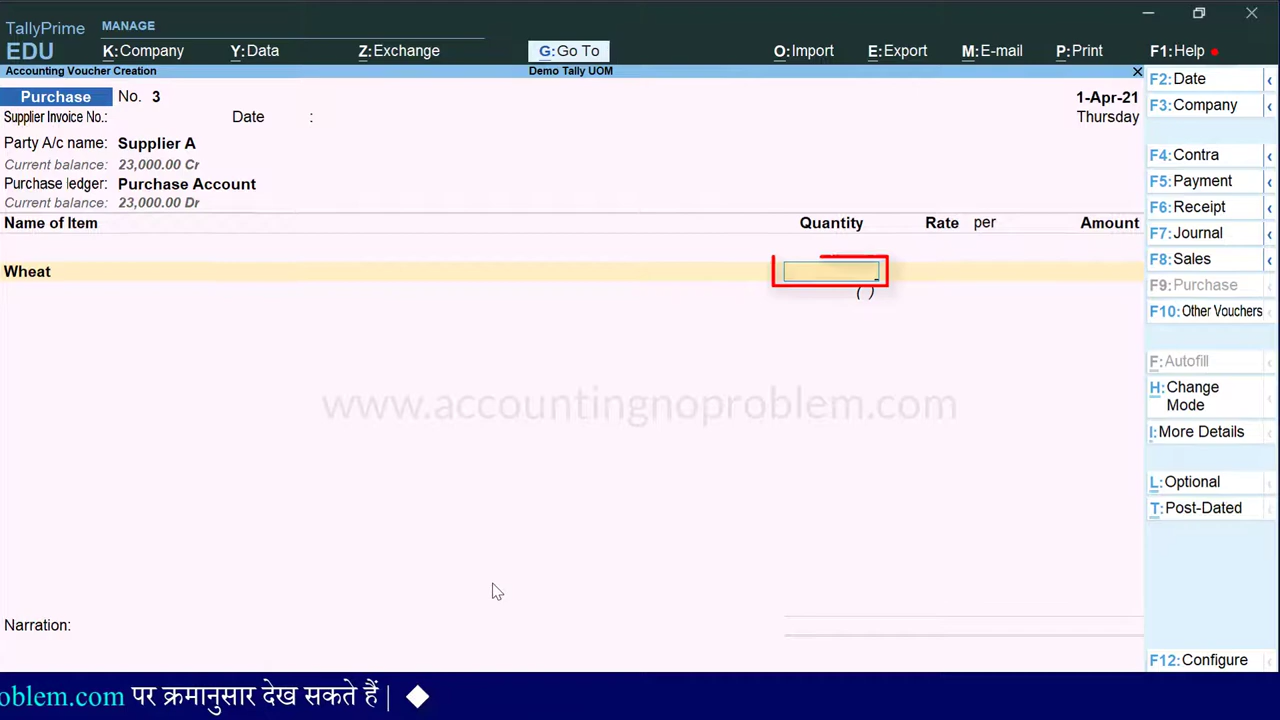 TallyPrime MANAGE
EDU K:Company Y:Data Z:Exchange G:Go To O:Import E:Export M:E-mail P:Print F1:Help
Accounting Voucher Creation Demo Tally UOM
Purchase No. 3 1-Apr-21
Supplier Invoice No.: Date : Thursday
Party A/c name: Supplier A
Current balance: 23,000.00 Cr
Purchase ledger: Purchase Account
Current balance: 23,000.00 Dr
Name of Item Quantity Rate per Amount
Wheat
( )
www.accountingnoproblem.com
Narration:
F2:Date
F3:Company
F4:Contra
F5:Payment
F6:Receipt
F7:Journal
F8:Sales
F9:Purchase
F10:Other Vouchers
F:Autofill
H:Change
Mode
I:More Details
L:Optional
T:Post-Dated
F12:Configure
oblem.com पर क्रमानुसार देख सकते हैं |